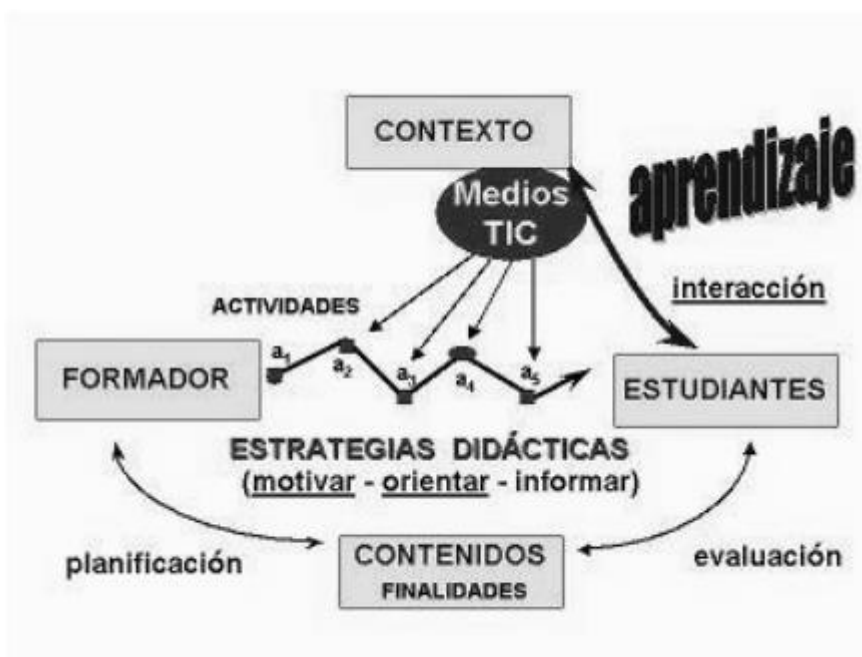 CONTEXTO
Medios
TIC
aprendizaje
interacción
ACTIVIDADES
a1
a2
a3
a4
a5
FORMADOR
ESTUDIANTES
ESTRATEGIAS DIDÁCTICAS
(motivar - orientar - informar)
planificación
CONTENIDOS
FINALIDADES
evaluación